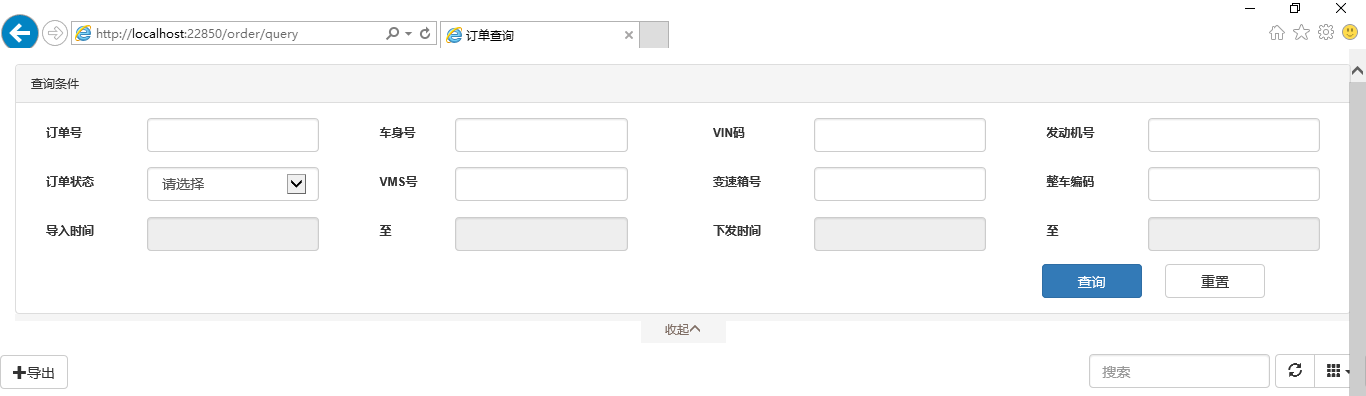 http://localhost:22850/order/query
订单查询
查询条件
订单号 车身号 VIN码 发动机号
订单状态 请选择 VMS号 变速箱号 整车编码
导入时间 至 下发时间 至
查询 重置
收起
导出 搜索